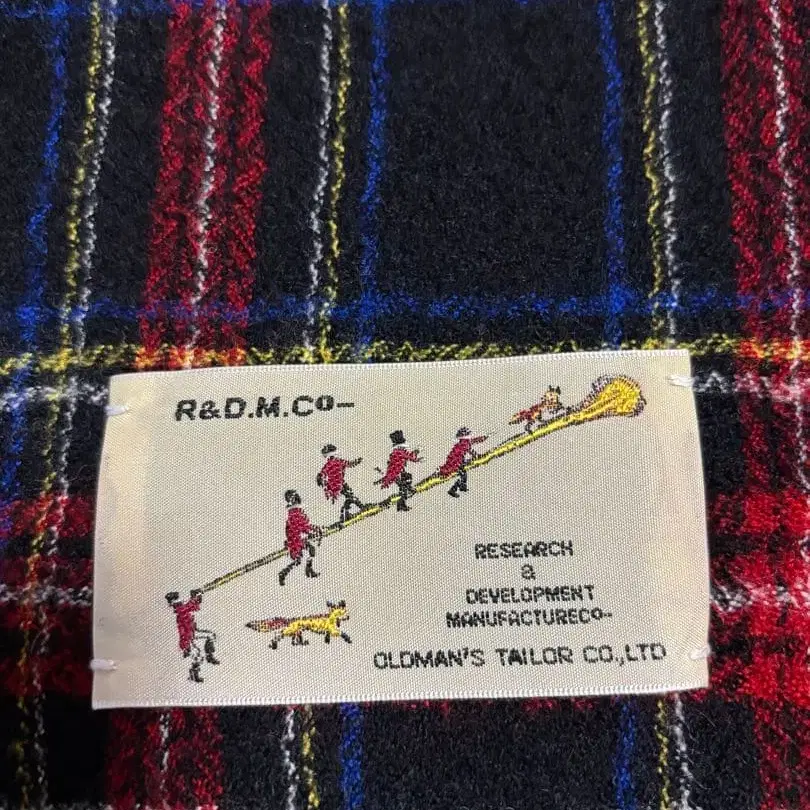 R&D.M.Co-
RESEARCH
&
DEVELOPMENT
MANUFACTURECO-
OLDMAN'S TAILOR CO.,LTD